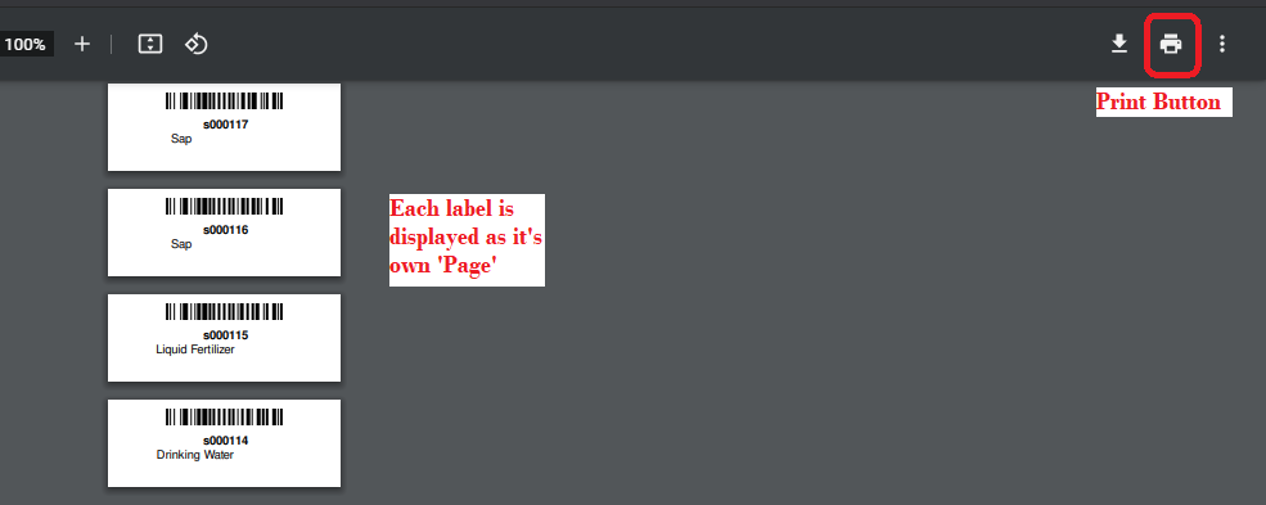 100%
Print Button
s000117
Sap
s000116
Sap
Each label is
displayed as it's
own 'Page'
s000115
Liquid Fertilizer
s000114
Drinking Water